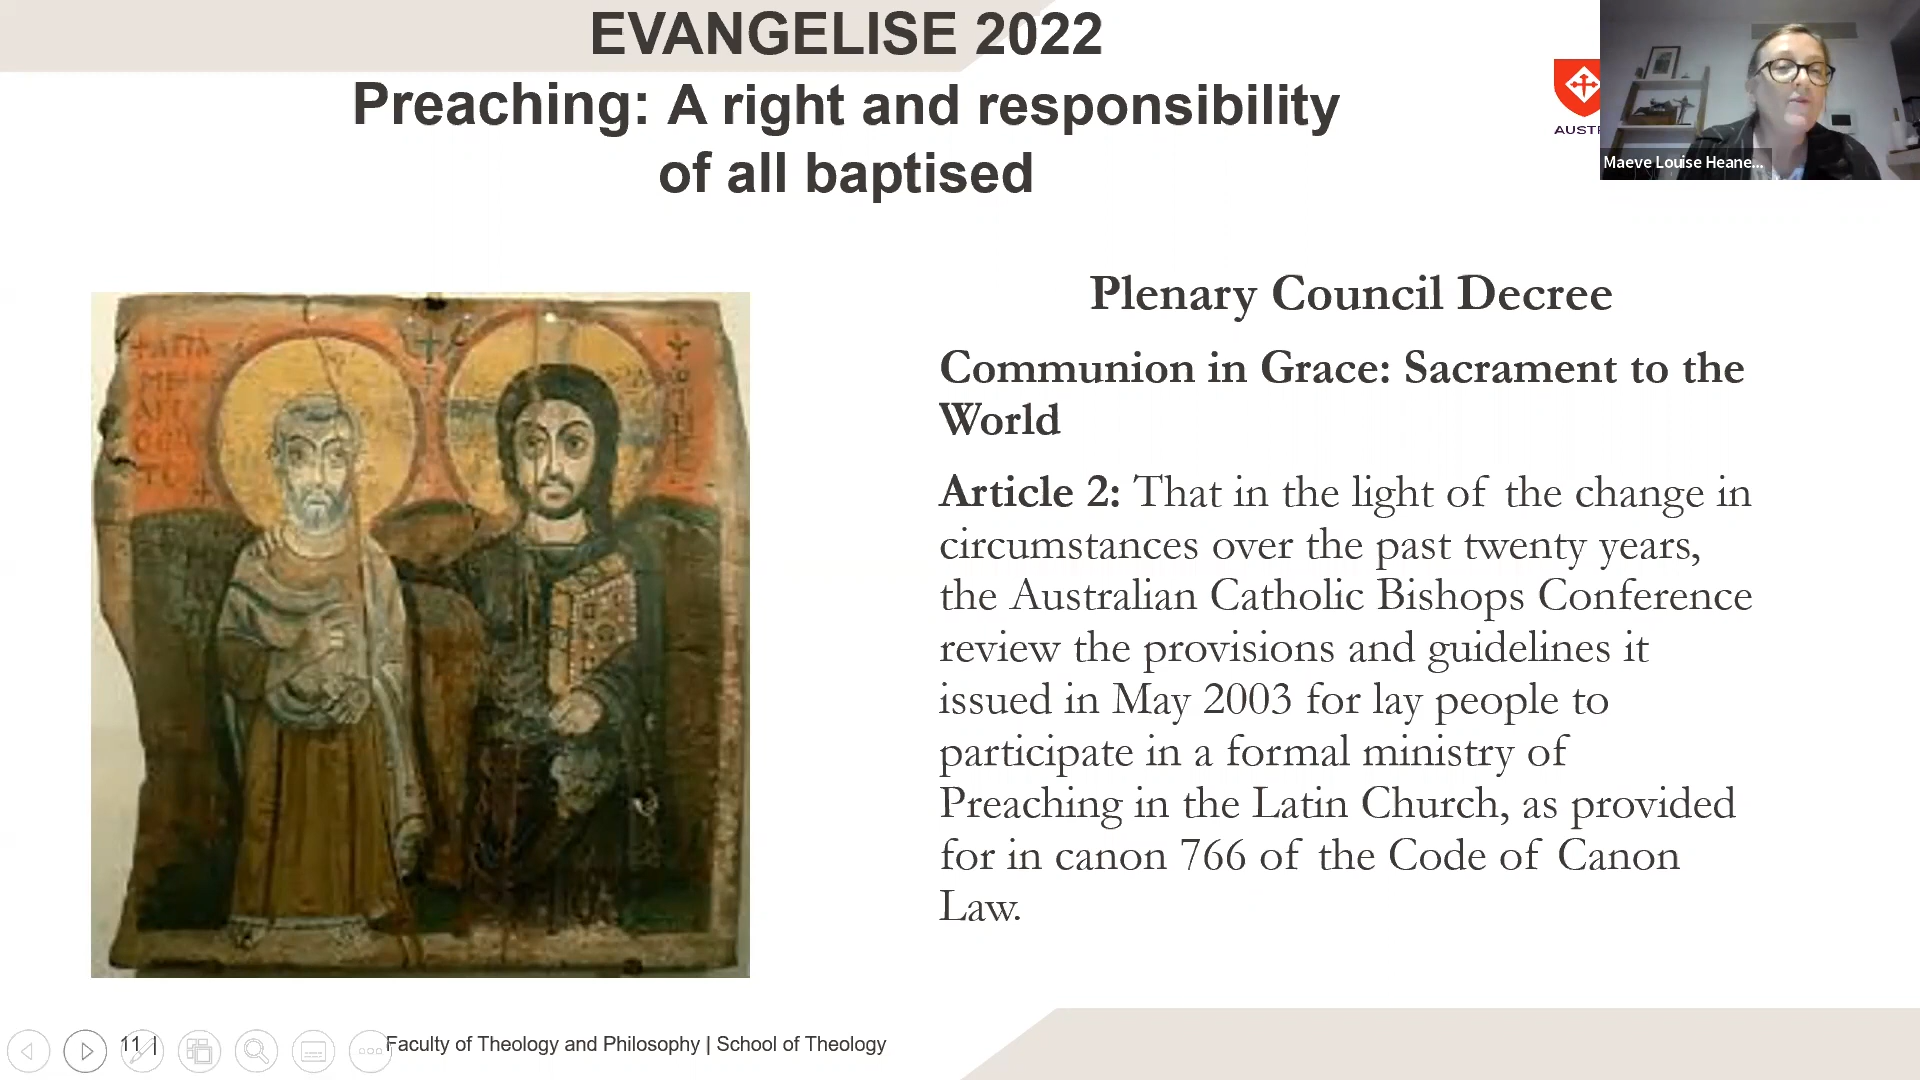 EVANGELISE 2022
Preaching: A right and responsibility
of all baptised
AUST
Maeve Louise Heane...
Plenary Council Decree
Communion in Grace: Sacrament to the
World
Article 2: That in the light of the change in
circumstances over the past twenty years,
the Australian Catholic Bishops Conference
review the provisions and guidelines it
issued in May 2003 for lay people to
participate in a formal ministry of
Preaching in the Latin Church, as provided
for in canon 766 of the Code of Canon
Law.
11 |
Faculty of Theology and Philosophy | School of Theology